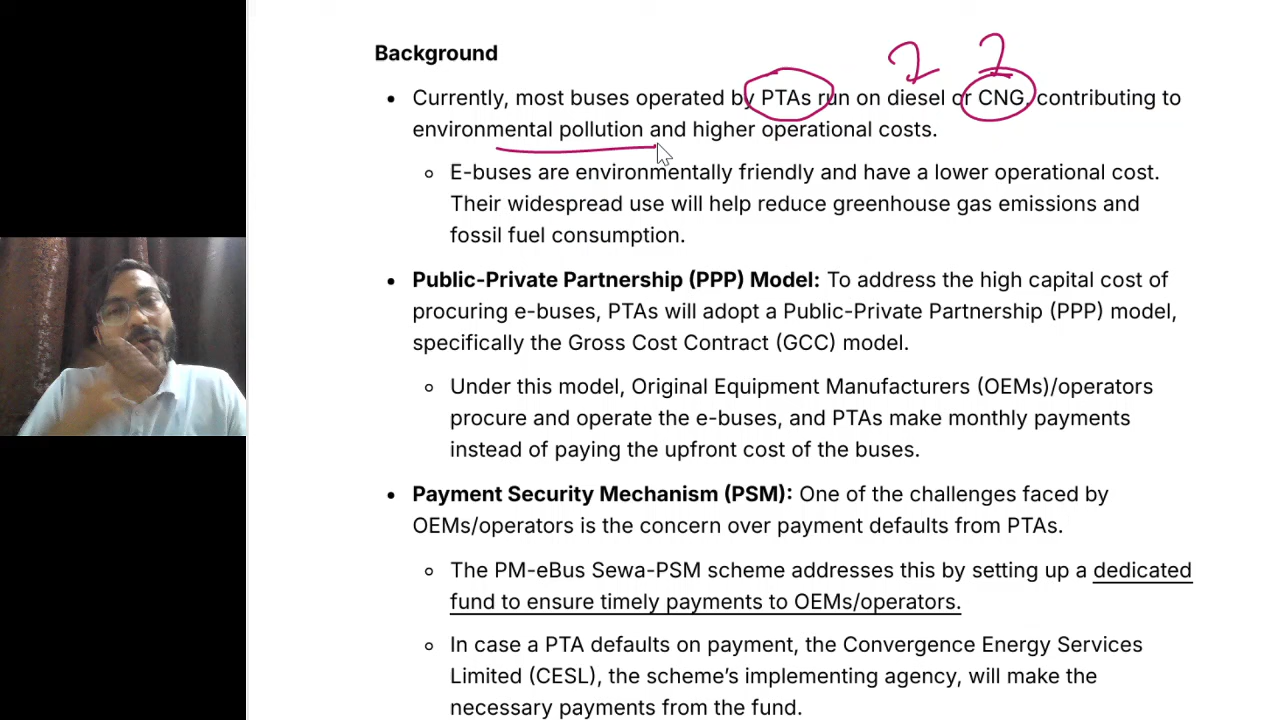 Background
• Currently, most buses operated by PTAs run on diesel or CNG, contributing to
environmental pollution and higher operational costs.
◦ E-buses are environmentally friendly and have a lower operational cost.
Their widespread use will help reduce greenhouse gas emissions and
fossil fuel consumption.
• Public-Private Partnership (PPP) Model: To address the high capital cost of
procuring e-buses, PTAs will adopt a Public-Private Partnership (PPP) model,
specifically the Gross Cost Contract (GCC) model.
◦ Under this model, Original Equipment Manufacturers (OEMs)/operators
procure and operate the e-buses, and PTAs make monthly payments
instead of paying the upfront cost of the buses.
• Payment Security Mechanism (PSM): One of the challenges faced by
OEMs/operators is the concern over payment defaults from PTAs.
◦ The PM-eBus Sewa-PSM scheme addresses this by setting up a dedicated
fund to ensure timely payments to OEMs/operators.
◦ In case a PTA defaults on payment, the Convergence Energy Services
Limited (CESL), the scheme's implementing agency, will make the
necessary payments from the fund.